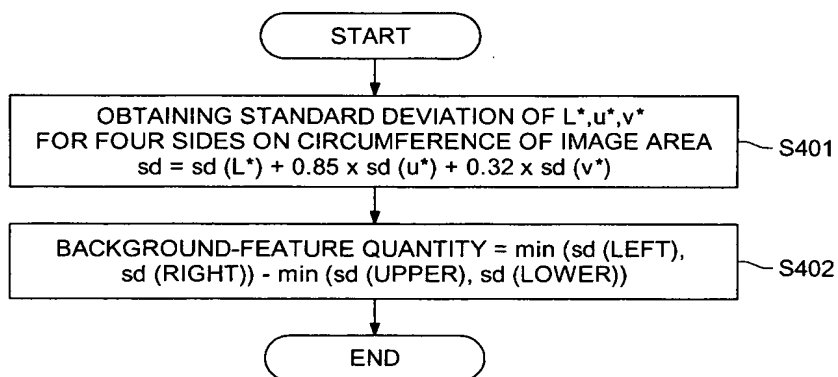 START
OBTAINING STANDARD DEVIATION OF L*,u*,v*
FOR FOUR SIDES ON CIRCUMFERENCE OF IMAGE AREA
sd = sd (L*) + 0.85 x sd (u*) + 0.32 x sd (v*)
S401
BACKGROUND-FEATURE QUANTITY = min (sd (LEFT),
sd (RIGHT)) - min (sd (UPPER), sd (LOWER))
S402
END